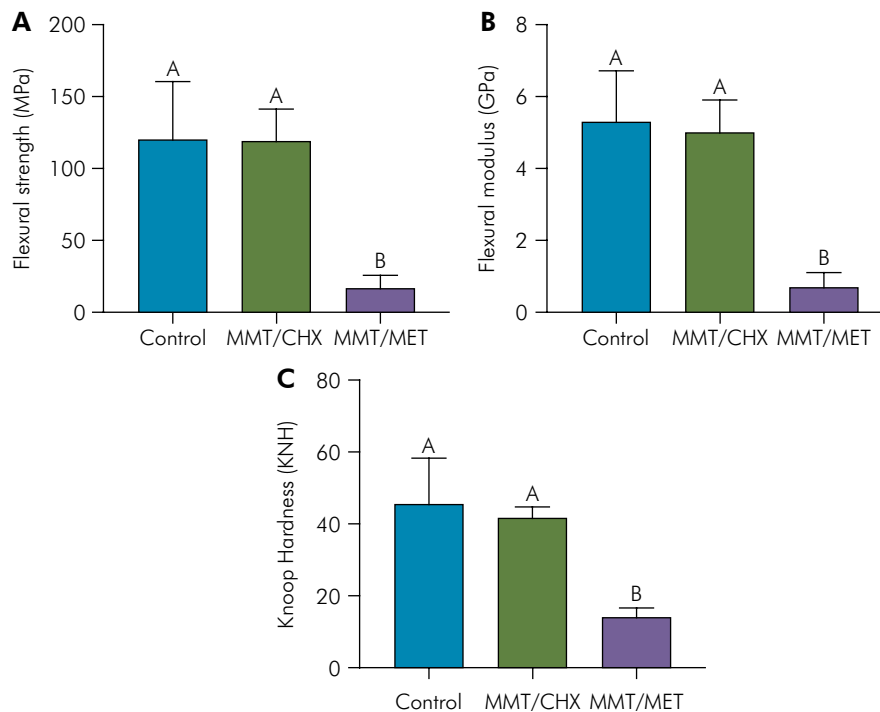 A
Flexural strength (MPa)
200
150
100
50
0
A
A
B
Control
MMT/CHX
MMT/MET
B
Flexural modulus (GPa)
8
6
4
2
0
A
A
B
Control
MMT/CHX
MMT/MET
C
Knoop Hardness (KNH)
80
60
40
20
0
A
A
B
Control
MMT/CHX
MMT/MET